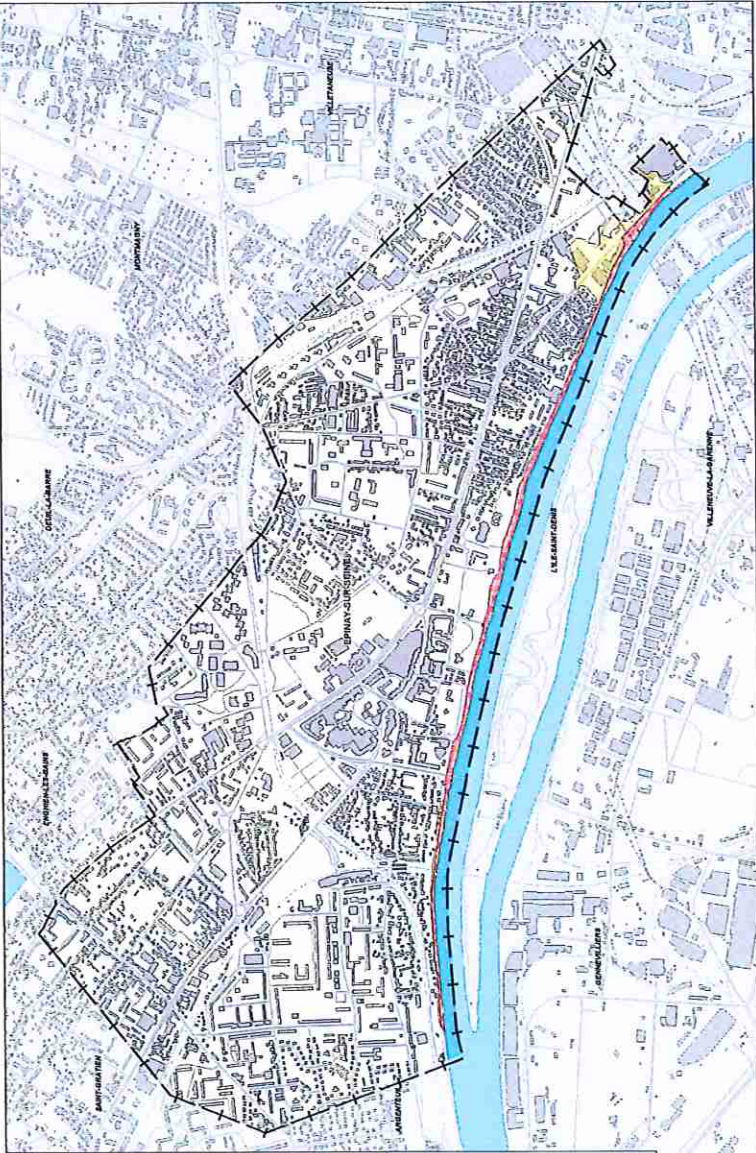 VILLETANEUSE
MONTMAGNY
DEUIL-LA-BARRE
ENGHIEN-LES-BAINS
SAINT-GRATIEN
EPINAY-SUR-SEINE
ARGENTEUIL
L'ILE-SAINT-DENIS
VILLENEUVE-LA-GARENNE
GENNEVILLIERS